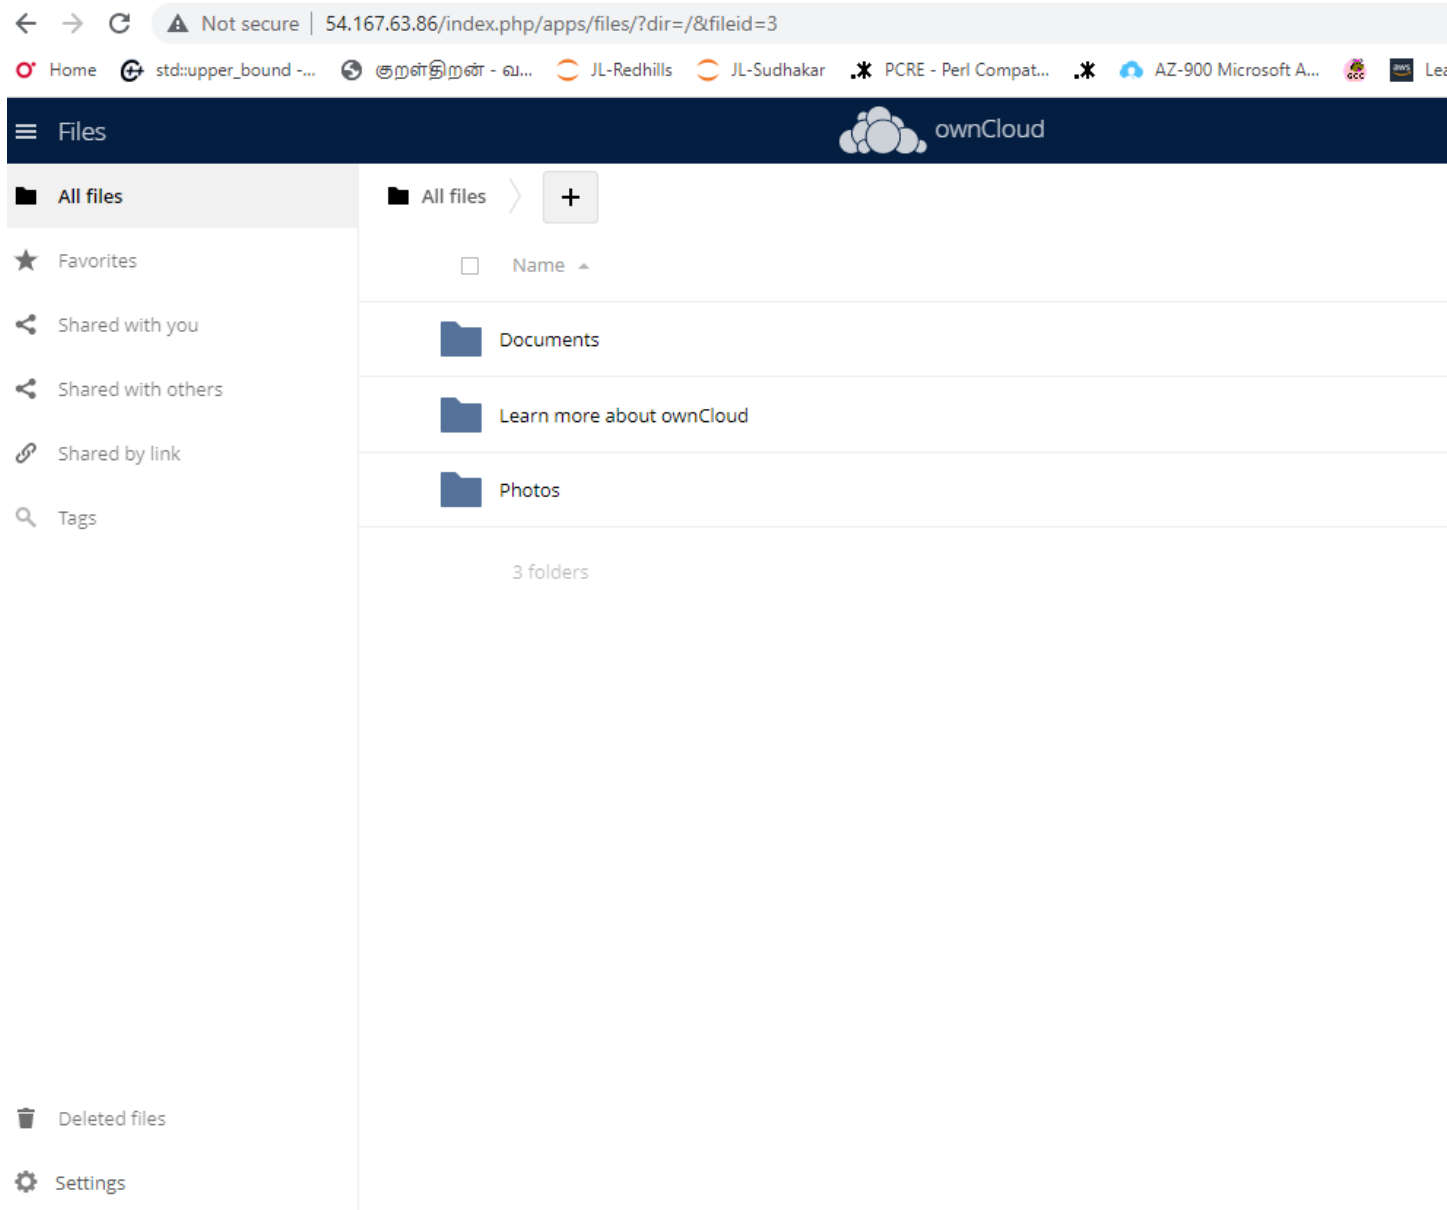 Not secure | 54.167.63.86/index.php/apps/files/?dir=/&fileid=3
Home std::upper_bound -... குறள்திறன் - வ... JL-Redhills JL-Sudhakar PCRE - Perl Compat... AZ-900 Microsoft A... GCC aws Lea
Files ownCloud
All files
Favorites
Shared with you
Shared with others
Shared by link
Tags
Deleted files
Settings
All files +
Name
Documents
Learn more about ownCloud
Photos
3 folders